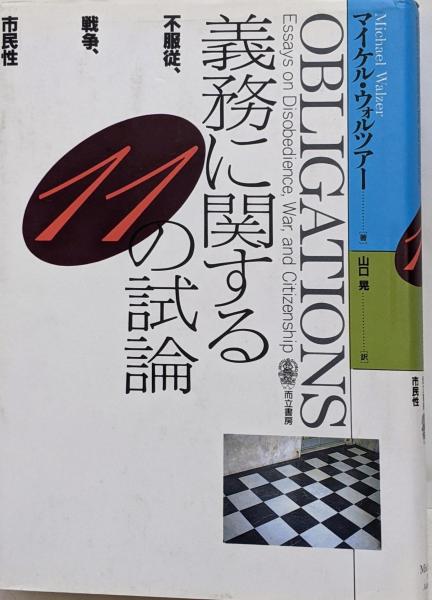 Michael Walzer
マイケル・ウォルツアー…………[著]
山口 晃…………[訳]
OBLIGATIONS
Essays on Disobedience, War, and Citizenship
而立書房
義務に関する
11の試論
不服従、
戦争、
市民性
市民性